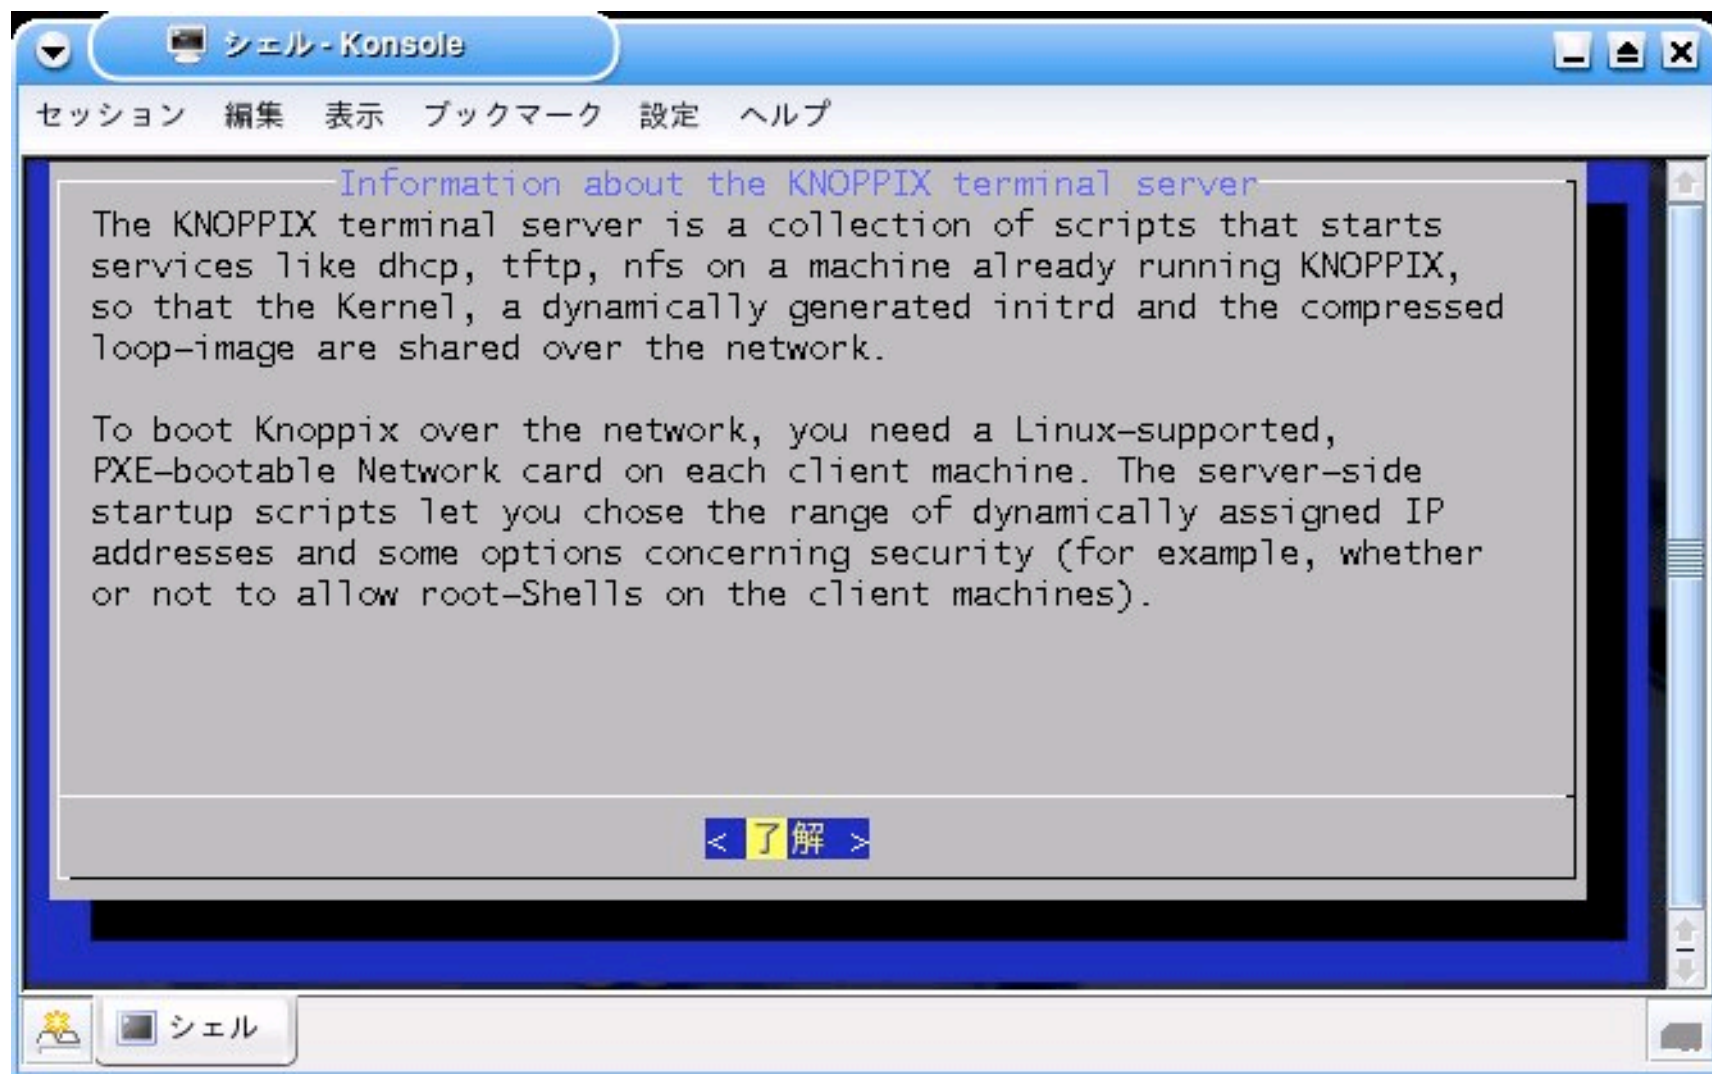 シェル - Konsole
セッション 編集 表示 ブックマーク 設定 ヘルプ
Information about the KNOPPIX terminal server
The KNOPPIX terminal server is a collection of scripts that starts
services like dhcp, tftp, nfs on a machine already running KNOPPIX,
so that the Kernel, a dynamically generated initrd and the compressed
loop-image are shared over the network.
To boot Knoppix over the network, you need a Linux-supported,
PXE-bootable Network card on each client machine. The server-side
startup scripts let you chose the range of dynamically assigned IP
addresses and some options concerning security (for example, whether
or not to allow root-Shells on the client machines).
< 了解 >
シェル